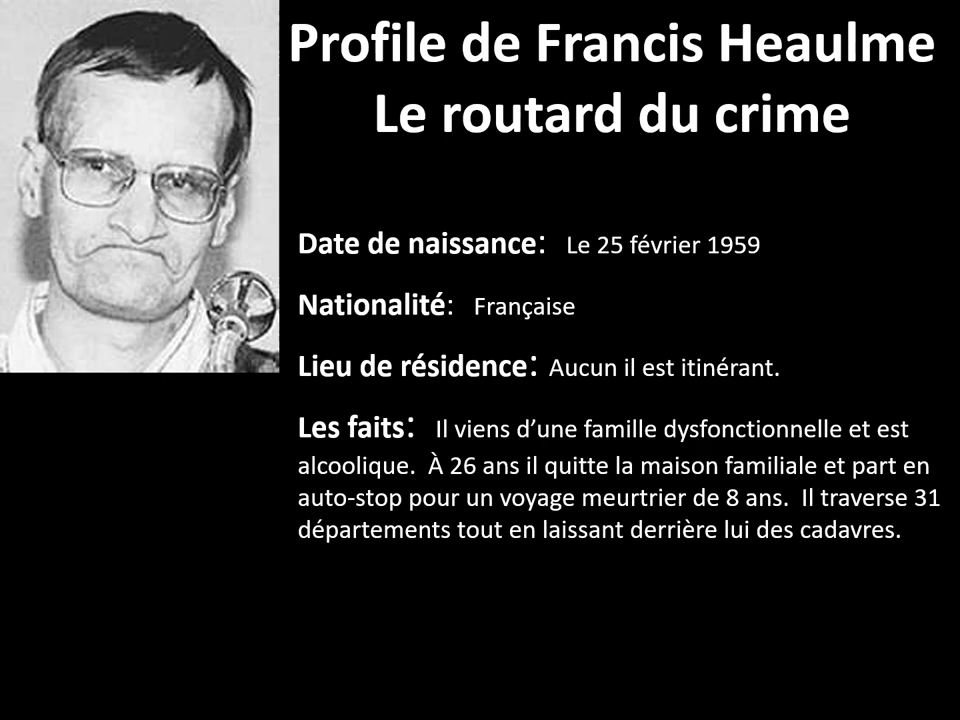 Profile de Francis Heaulme
Le routard du crime
Date de naissance: Le 25 février 1959
Nationalité: Française
Lieu de résidence: Aucun il est itinérant.
Les faits: Il viens d’une famille dysfonctionnelle et est
alcoolique. À 26 ans il quitte la maison familiale et part en
auto-stop pour un voyage meurtrier de 8 ans. Il traverse 31
départements tout en laissant derrière lui des cadavres.